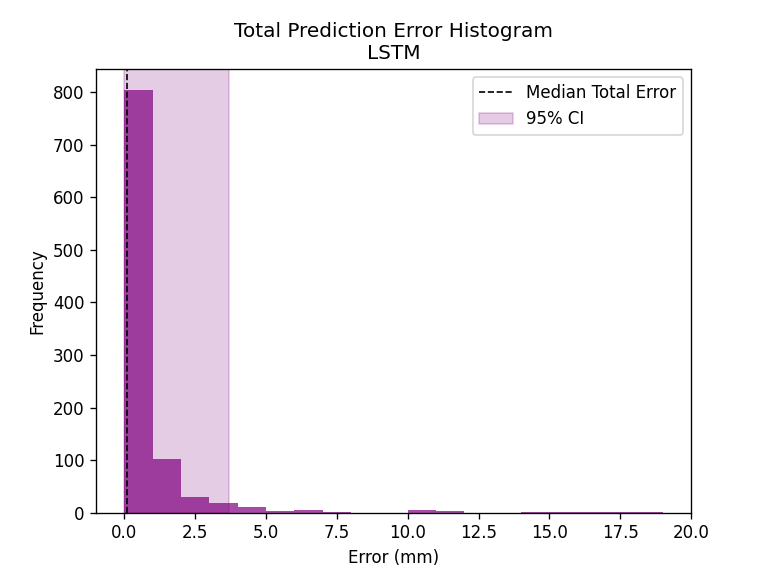 Total Prediction Error Histogram
LSTM
Median Total Error
95% CI
Frequency
800
700
600
500
400
300
200
100
0
0.0 2.5 5.0 7.5 10.0 12.5 15.0 17.5 20.0
Error (mm)